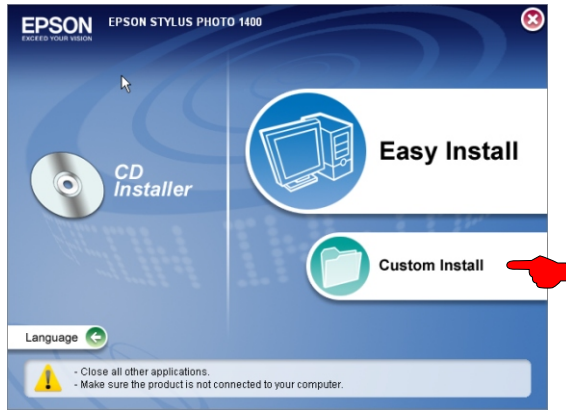 EPSON EPSON STYLUS PHOTO 1400
EXCEED YOUR VISION
Easy Install
CD
Installer
Custom Install
Language
- Close all other applications.
- Make sure the product is not connected to your computer.